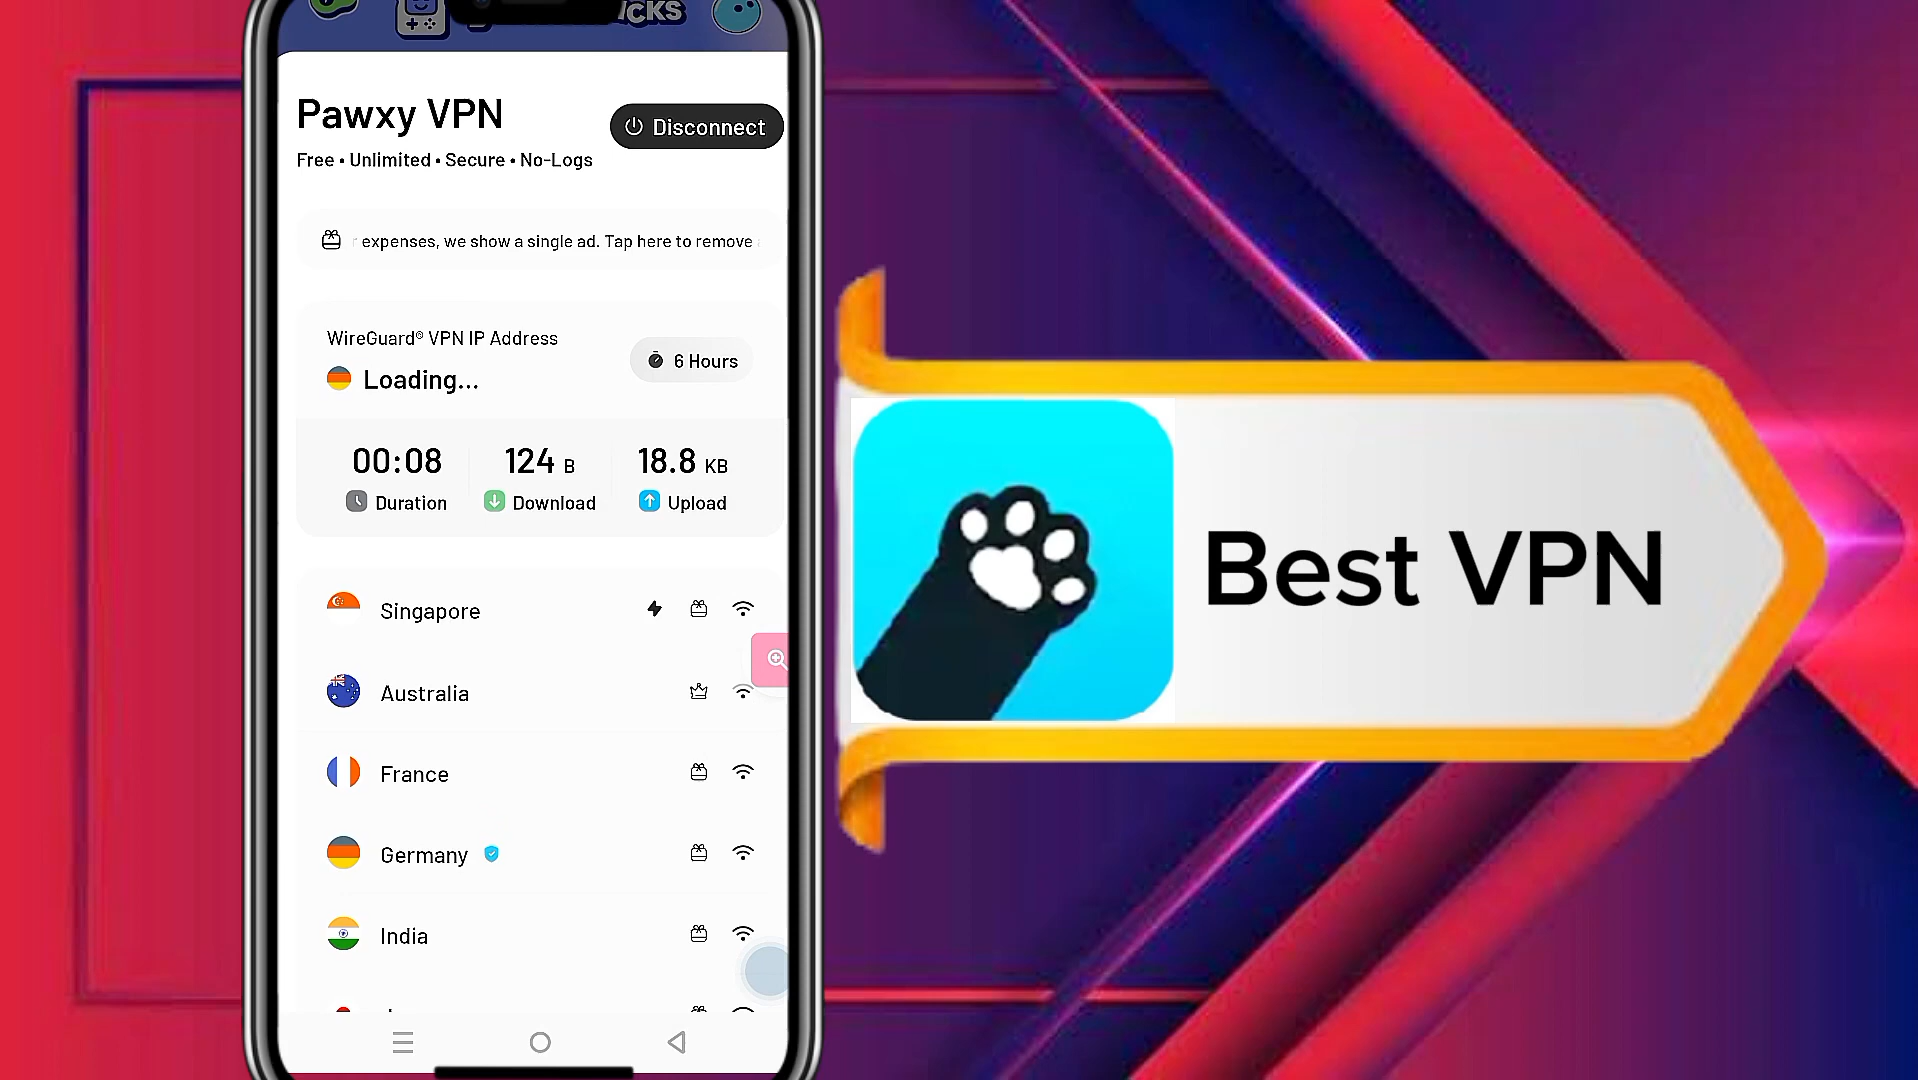 Pawxy VPN
Disconnect
Free • Unlimited • Secure • No-Logs
expenses, we show a single ad. Tap here to remove
WireGuard® VPN IP Address
6 Hours
Loading...
00:08
124 B
18.8 KB
Duration
Download
Upload
Singapore
Australia
France
Germany
India
Best VPN